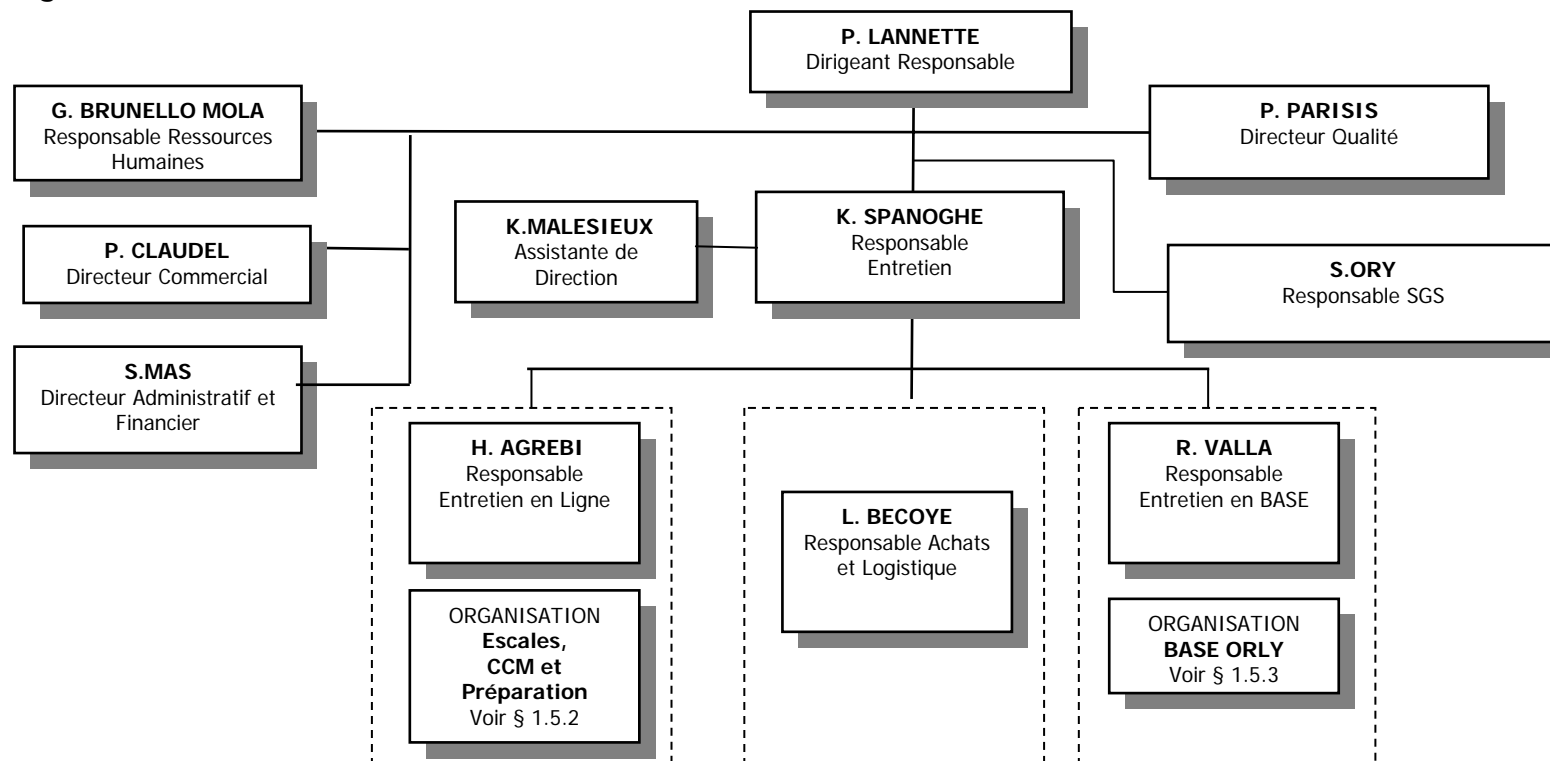 P. LANNETTE
Dirigeant Responsable
G. BRUNELLO MOLA
Responsable Ressources
Humaines
P. PARISIS
Directeur Qualité
P. CLAUDEL
Directeur Commercial
K.MALESIEUX
Assistante de
Direction
K. SPANOGHE
Responsable
Entretien
S.ORY
Responsable SGS
S.MAS
Directeur Administratif et
Financier
H. AGREBI
Responsable
Entretien en Ligne
L. BECOYE
Responsable Achats
et Logistique
R. VALLA
Responsable
Entretien en BASE
ORGANISATION
Escales,
CCM et
Préparation
Voir § 1.5.2
ORGANISATION
BASE ORLY
Voir § 1.5.3